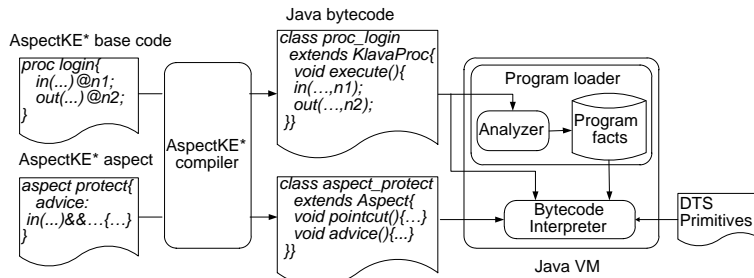 Java bytecode
AspectKE* base code
proc login{
in(...)@n1;
out(...)@n2;
}
AspectKE* aspect
aspect protect{
advice:
in(...)&&…{…}
}
AspectKE*
compiler
class proc_login
extends KlavaProc{
void execute(){
in(…,n1);
out(…,n2);
}}
class aspect_protect
extends Aspect{
void pointcut(){…}
void advice(){...}
}}
Program loader
Analyzer
Program
facts
Bytecode
Interpreter
Java VM
DTS
Primitives